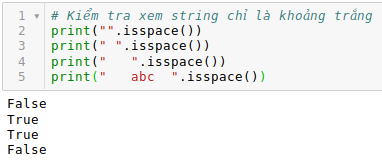 1 # Kiểm tra xem string chỉ là khoảng trắng
2 print("".isspace())
3 print(" ".isspace())
4 print("   ".isspace())
5 print("   abc  ".isspace())
False
True
True
False